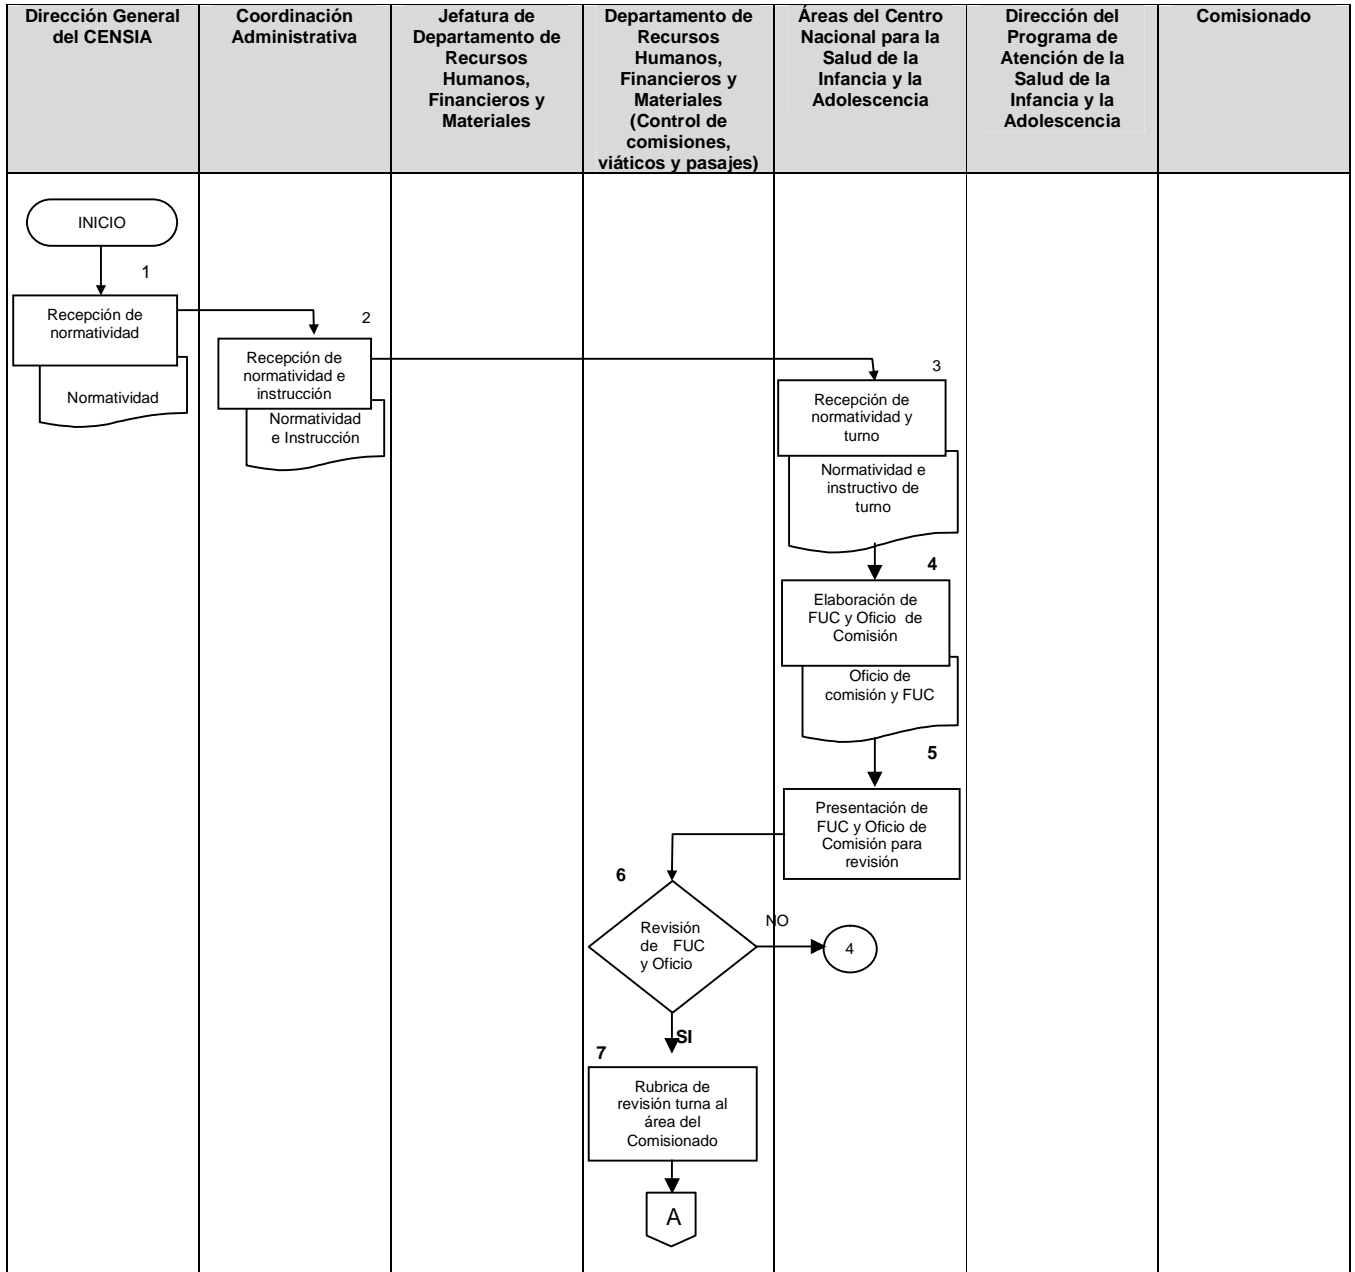 Dirección General
del CENSIA
Coordinación
Administrativa
Jefatura de
Departamento de
Recursos
Humanos,
Financieros y
Materiales
Departamento de
Recursos
Humanos,
Financieros y
Materiales
(Control de
comisiones,
viáticos y pasajes)
Áreas del Centro
Nacional para la
Salud de la
Infancia y la
Adolescencia
Dirección del
Programa de
Atención de la
Salud de la
Infancia y la
Adolescencia
Comisionado
INICIO
1
Recepción de
normatividad
Normatividad
2
Recepción de
normatividad e
instrucción
Normatividad
e Instrucción
3
Recepción de
normatividad y
turno
Normatividad e
instructivo de
turno
4
Elaboración de
FUC y Oficio de
Comisión
Oficio de
comisión y FUC
5
Presentación de
FUC y Oficio de
Comisión para
revisión
6
Revisión
de FUC
y Oficio
NO
4
SI
7
Rubrica de
revisión turna al
área del
Comisionado
A